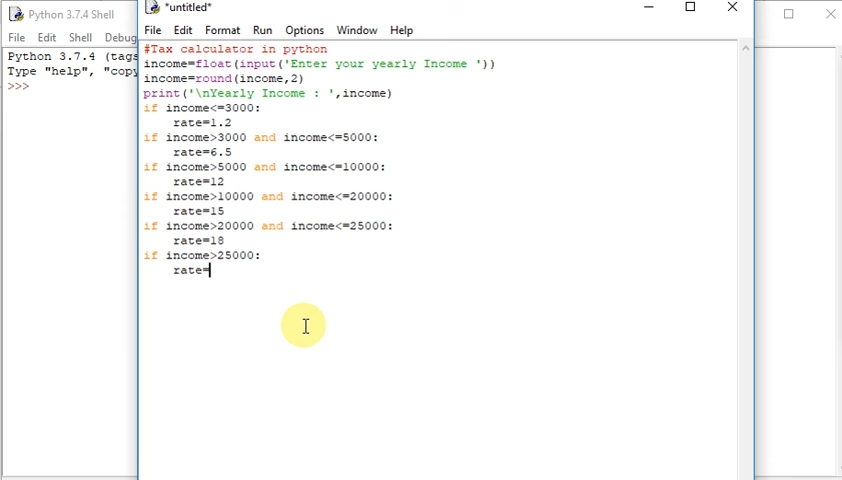 Python 3.7.4 Shell
File Edit Shell Debug
Python 3.7.4 (tags
Type "help", "copy
>>>
*untitled*
File Edit Format Run Options Window Help
#Tax calculator in python
income=float(input('Enter your yearly Income '))
income=round(income,2)
print('\nYearly Income : ',income)
if income<=3000:
    rate=1.2
if income>3000 and income<=5000:
    rate=6.5
if income>5000 and income<=10000:
    rate=12
if income>10000 and income<=20000:
    rate=15
if income>20000 and income<=25000:
    rate=18
if income>25000:
    rate=